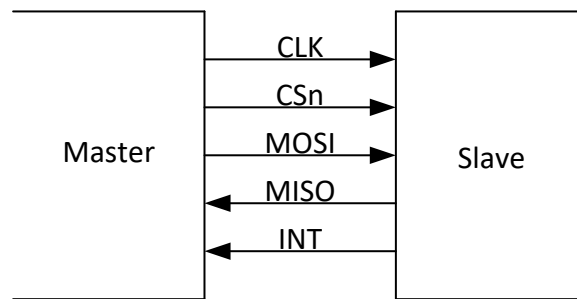 CLK
CSn
MOSI
Master
Slave
MISO
INT